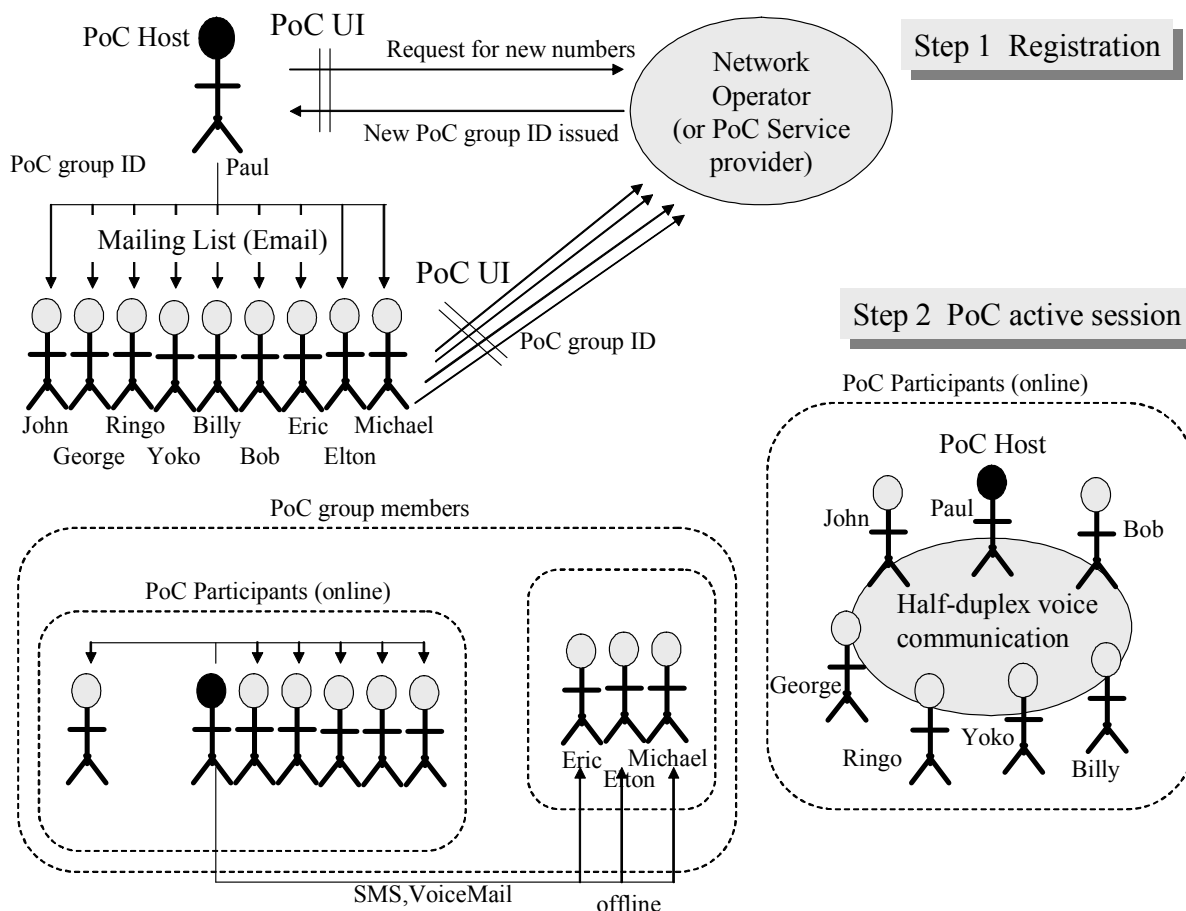 PoC Host
PoC UI
Request for new numbers
New PoC group ID issued
Network
Operator
(or PoC Service
provider)
Step 1  Registration
PoC group ID
Paul
Mailing List (Email)
PoC UI
PoC group ID
John
Ringo
Billy
Eric
Michael
George
Yoko
Bob
Elton
Step 2  PoC active session
PoC Participants (online)
PoC Host
John
Paul
Bob
Half-duplex voice
communication
George
Ringo
Yoko
Billy
PoC group members
PoC Participants (online)
Eric
Michael
Elton
SMS,VoiceMail
offline